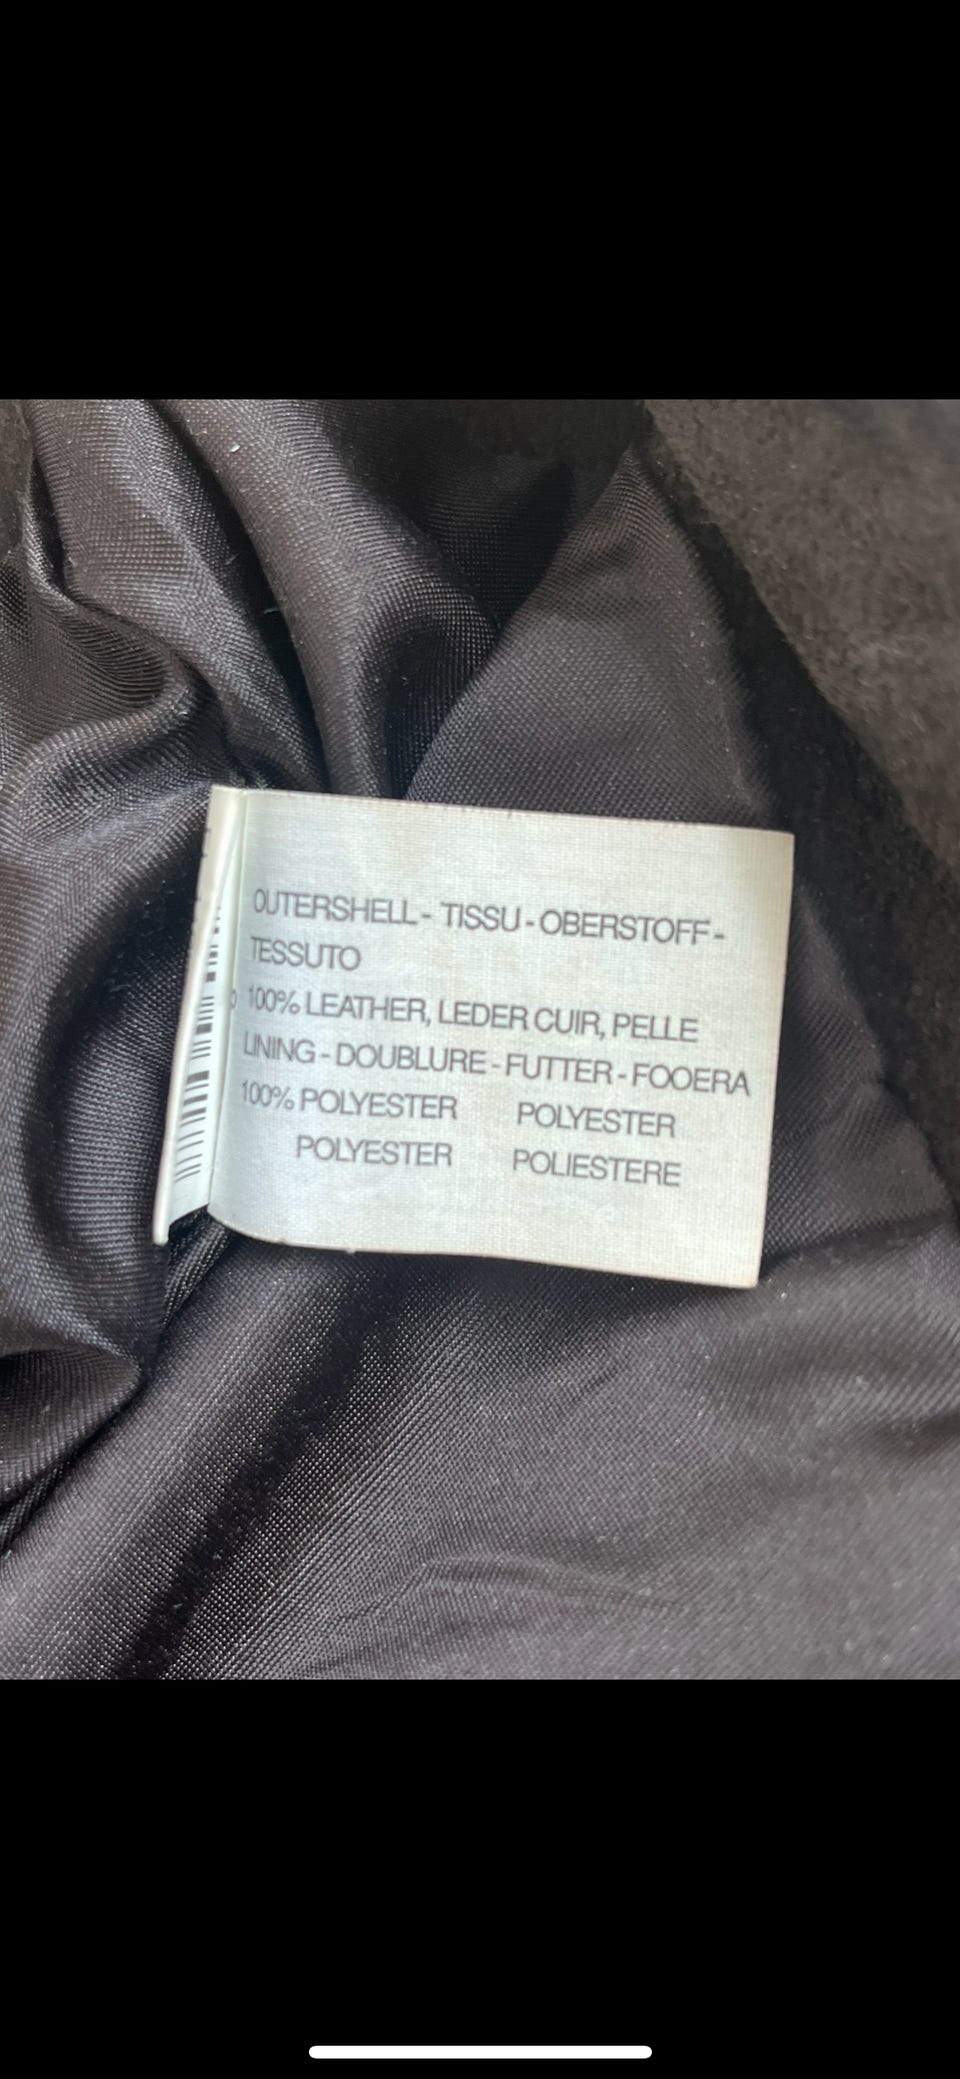 OUTERSHELL - TISSU - OBERSTOFF -
TESSUTO
100% LEATHER, LEDER CUIR, PELLE
LINING - DOUBLURE - FUTTER - FOOERA
100% POLYESTER POLYESTER
POLYESTER POLIESTERE